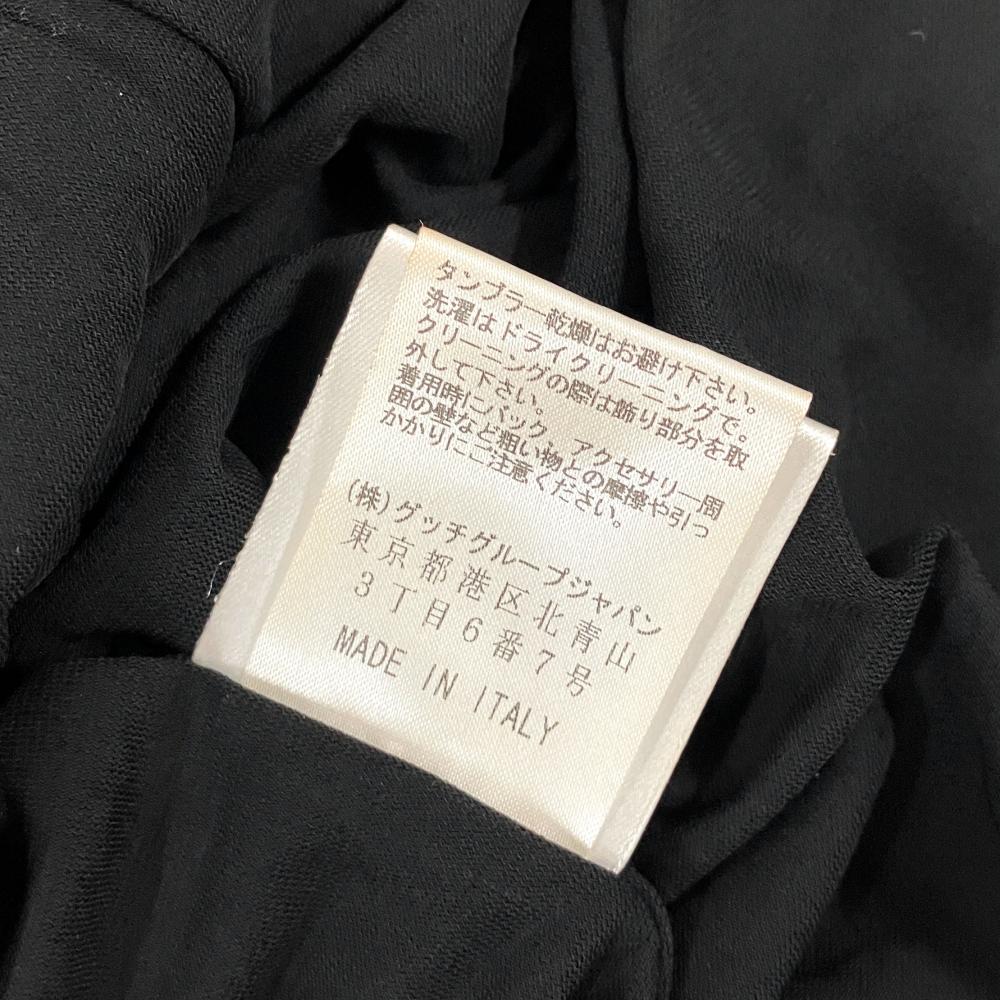 タンブラー乾燥はお避け下さい。
洗濯はドライクリーニングで。
クリーニングの際は飾り部分を取
外して下さい。
着用時にバック、アクセサリー周
囲の壁など粗い物との摩擦や引っ
かかりにご注意ください。
(株)グッチグループジャパン
東京都港区北青山
3丁目6番7号
MADE IN ITALY